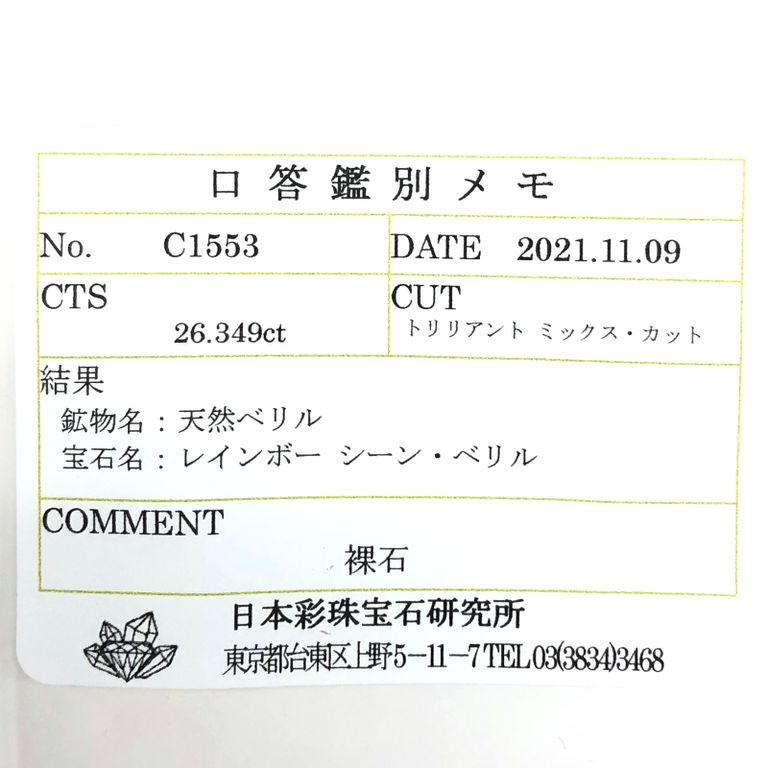 口答鑑別メモ
No. C1553 DATE 2021.11.09
CTS CUT
26.349ct トリリアント ミックス・カット
結果
鉱物名：天然ベリル
宝石名：レインボー シーン・ベリル
COMMENT
裸石
日本彩珠宝石研究所
東京都台東区上野5－11－7 TEL 03(3834)3468